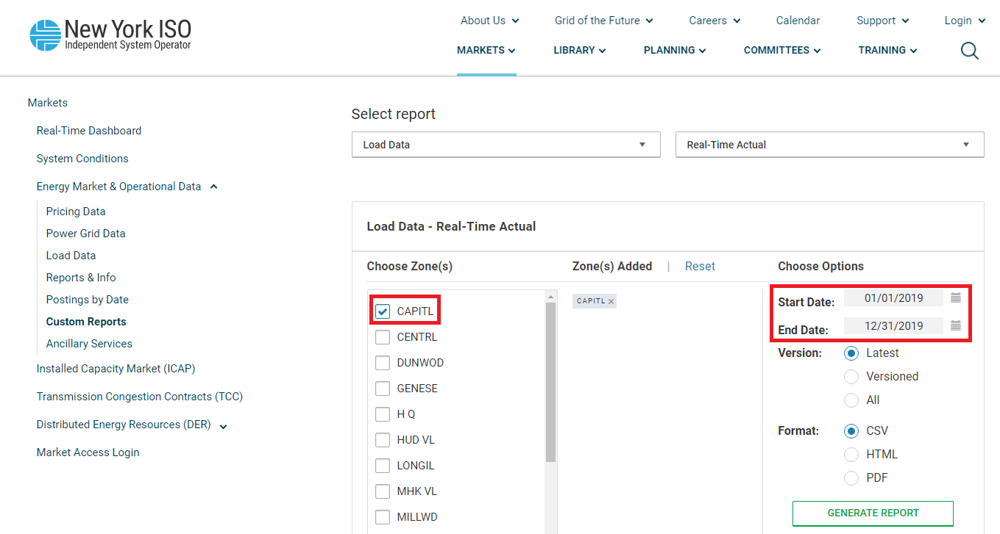 New York ISO
Independent System Operator
About Us
Grid of the Future
Careers
Calendar
Support
Login
MARKETS
LIBRARY
PLANNING
COMMITTEES
TRAINING
Markets
Real-Time Dashboard
System Conditions
Energy Market & Operational Data
Pricing Data
Power Grid Data
Load Data
Reports & Info
Postings by Date
Custom Reports
Ancillary Services
Installed Capacity Market (ICAP)
Transmission Congestion Contracts (TCC)
Distributed Energy Resources (DER)
Market Access Login
Select report
Load Data
Real-Time Actual
Load Data - Real-Time Actual
Choose Zone(s)
CAPITL
CENTRL
DUNWOD
GENESE
H Q
HUD VL
LONGIL
MHK VL
MILLWD
Zone(s) Added | Reset
CAPITL ×
Choose Options
Start Date: 01/01/2019
End Date: 12/31/2019
Version: Latest
Versioned
All
Format: CSV
HTML
PDF
GENERATE REPORT